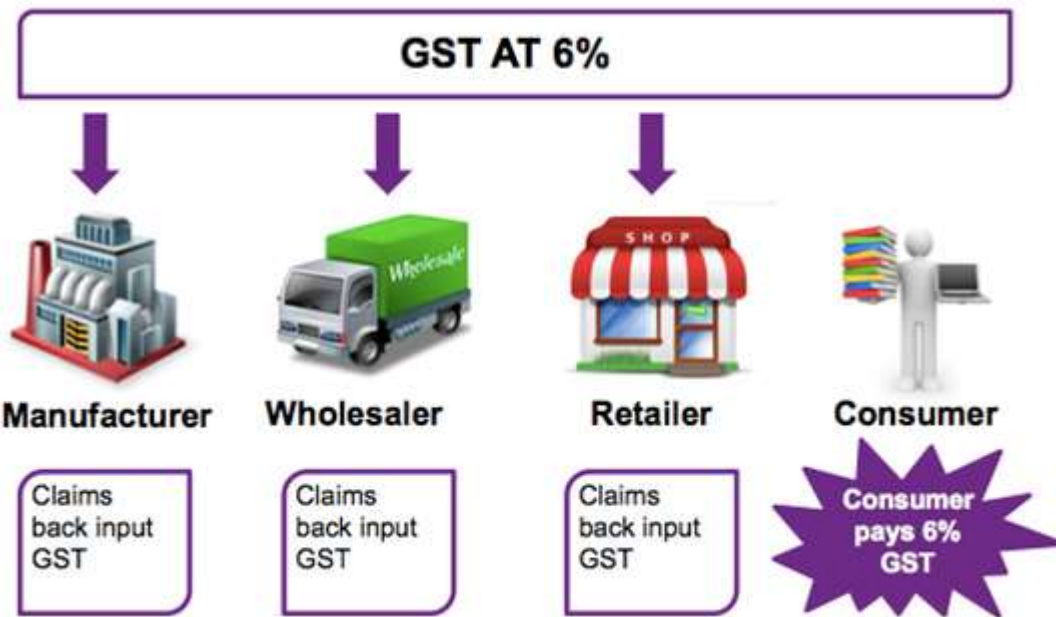 GST AT 6%
SHOP
Wholesale
Manufacturer
Wholesaler
Retailer
Consumer
Claims
back input
GST
Claims
back input
GST
Claims
back input
GST
Consumer
pays 6%
GST